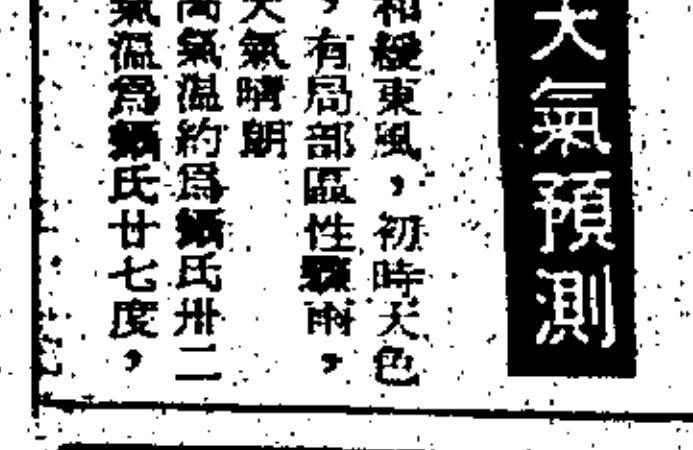 天氣預測
和緩東風，初時天色
，有局部區性驟雨，
天氣晴朗
高氣溫約爲攝氏卅二
氣溫爲攝氏廿七度，